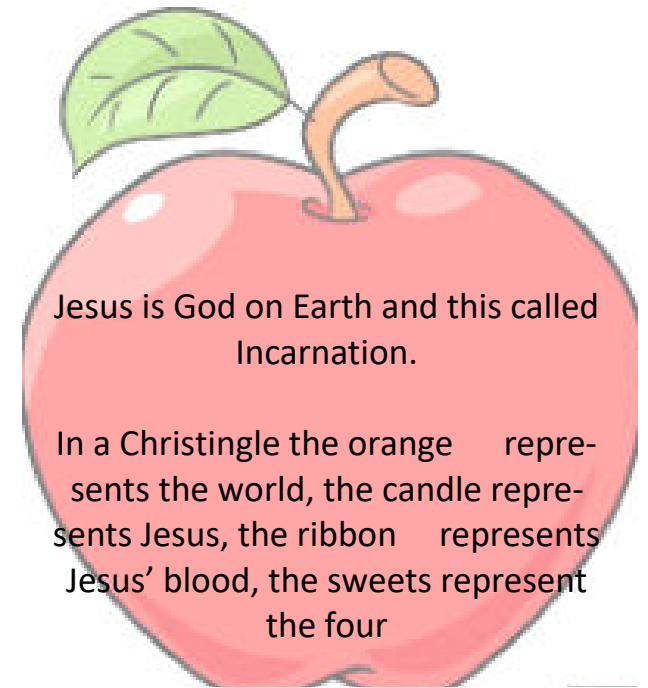 Jesus is God on Earth and this called
Incarnation.
In a Christingle the orange repre-
sents the world, the candle repre-
sents Jesus, the ribbon represents
Jesus’ blood, the sweets represent
the four